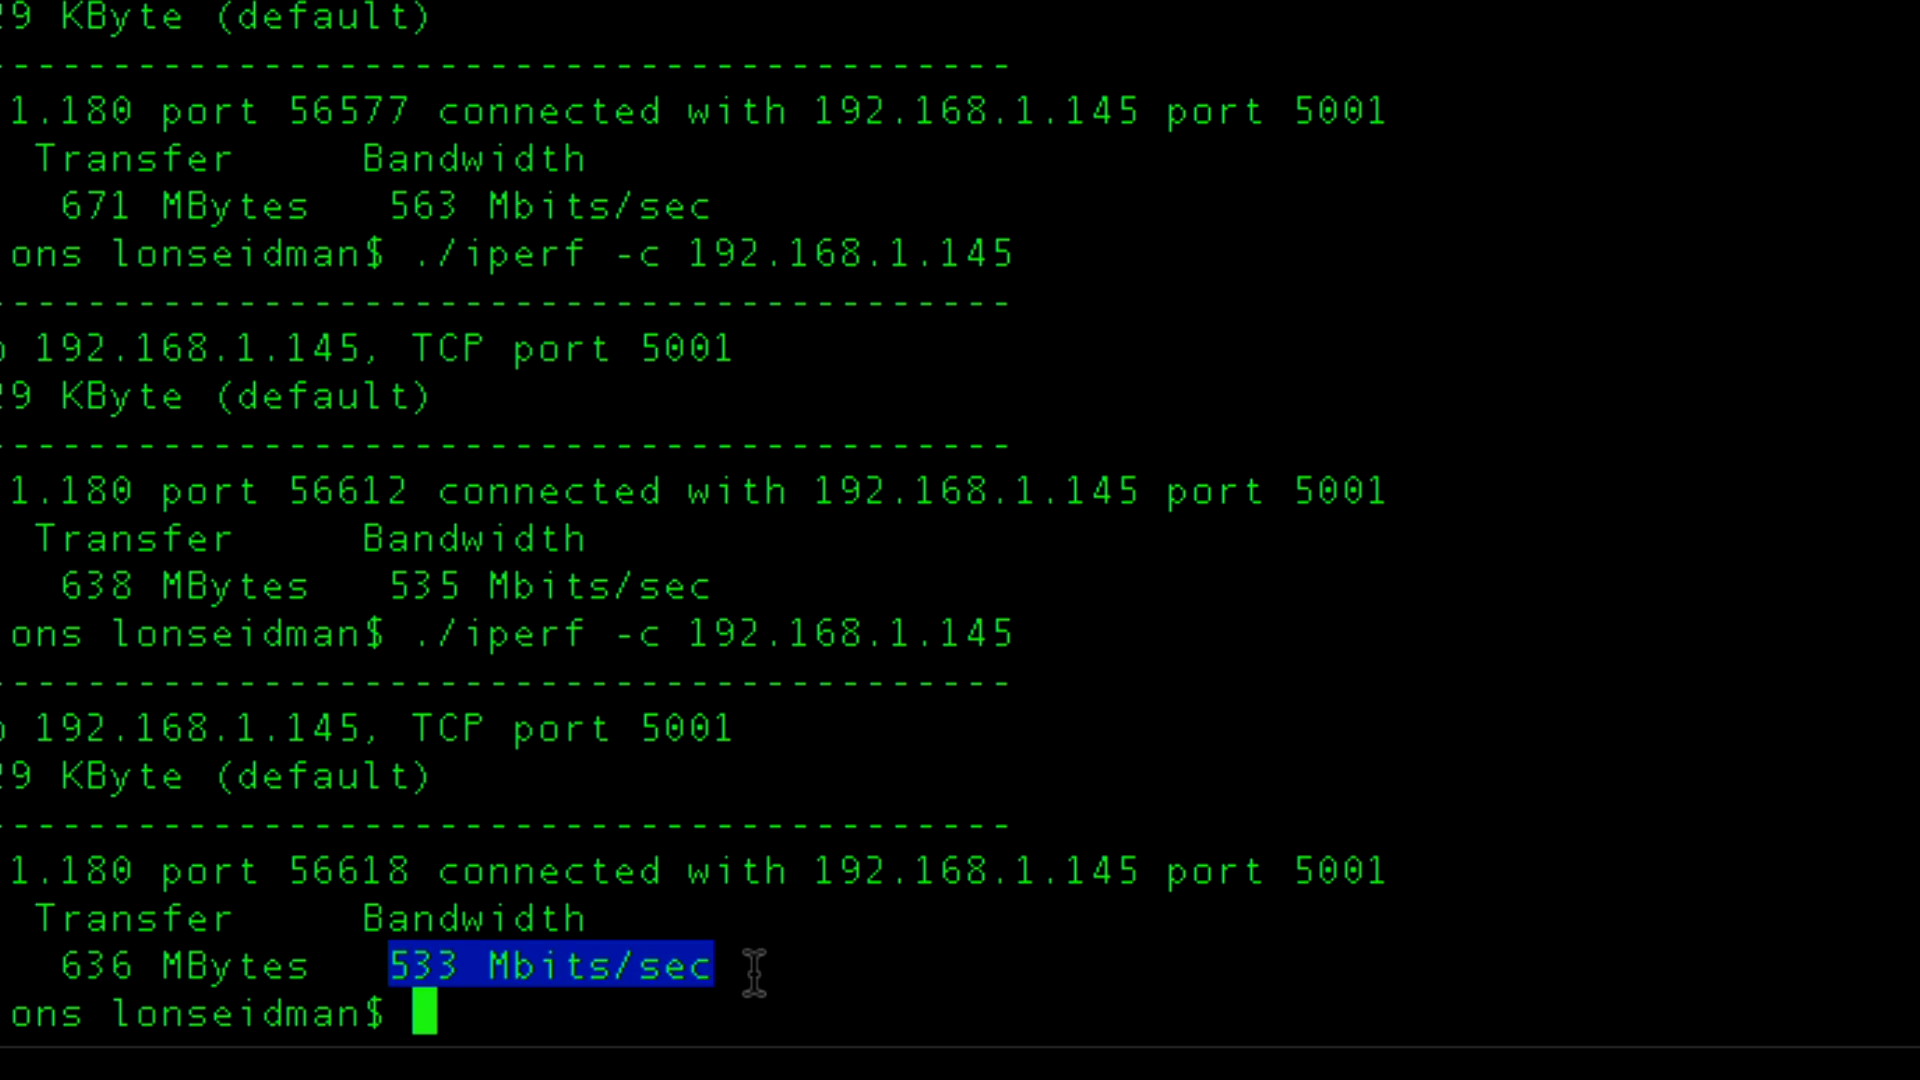 29 KByte (default)
----------------------------------------
1.180 port 56577 connected with 192.168.1.145 port 5001
Transfer Bandwidth
671 MBytes 563 Mbits/sec
ons lonseidman$ ./iperf -c 192.168.1.145
----------------------------------------
192.168.1.145, TCP port 5001
29 KByte (default)
----------------------------------------
1.180 port 56612 connected with 192.168.1.145 port 5001
Transfer Bandwidth
638 MBytes 535 Mbits/sec
ons lonseidman$ ./iperf -c 192.168.1.145
----------------------------------------
192.168.1.145, TCP port 5001
29 KByte (default)
----------------------------------------
1.180 port 56618 connected with 192.168.1.145 port 5001
Transfer Bandwidth
636 MBytes 533 Mbits/sec
ons lonseidman$